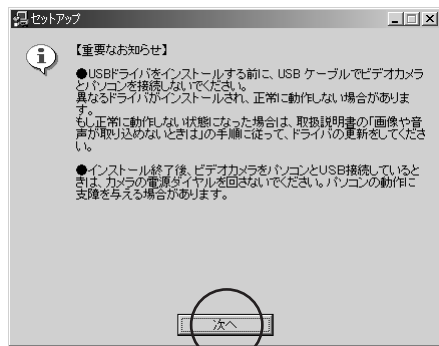 セットアップ
【重要なお知らせ】
●USBドライバをインストールする前に、USB ケーブルでビデオカメラ
とパソコンを接続しないでください。
異なるドライバがインストールされ、正常に動作しない場合がありま
す。
もし正常に動作しない状態になった場合は、取扱説明書の「画像や音
声が取り込めないときは」の手順に従って、ドライバの更新をしてくださ
い。
●インストール終了後、ビデオカメラをパソコンとUSB接続していると
きは、カメラの電源ダイヤルを回さないでください。パソコンの動作に
支障を与える場合があります。
次へ